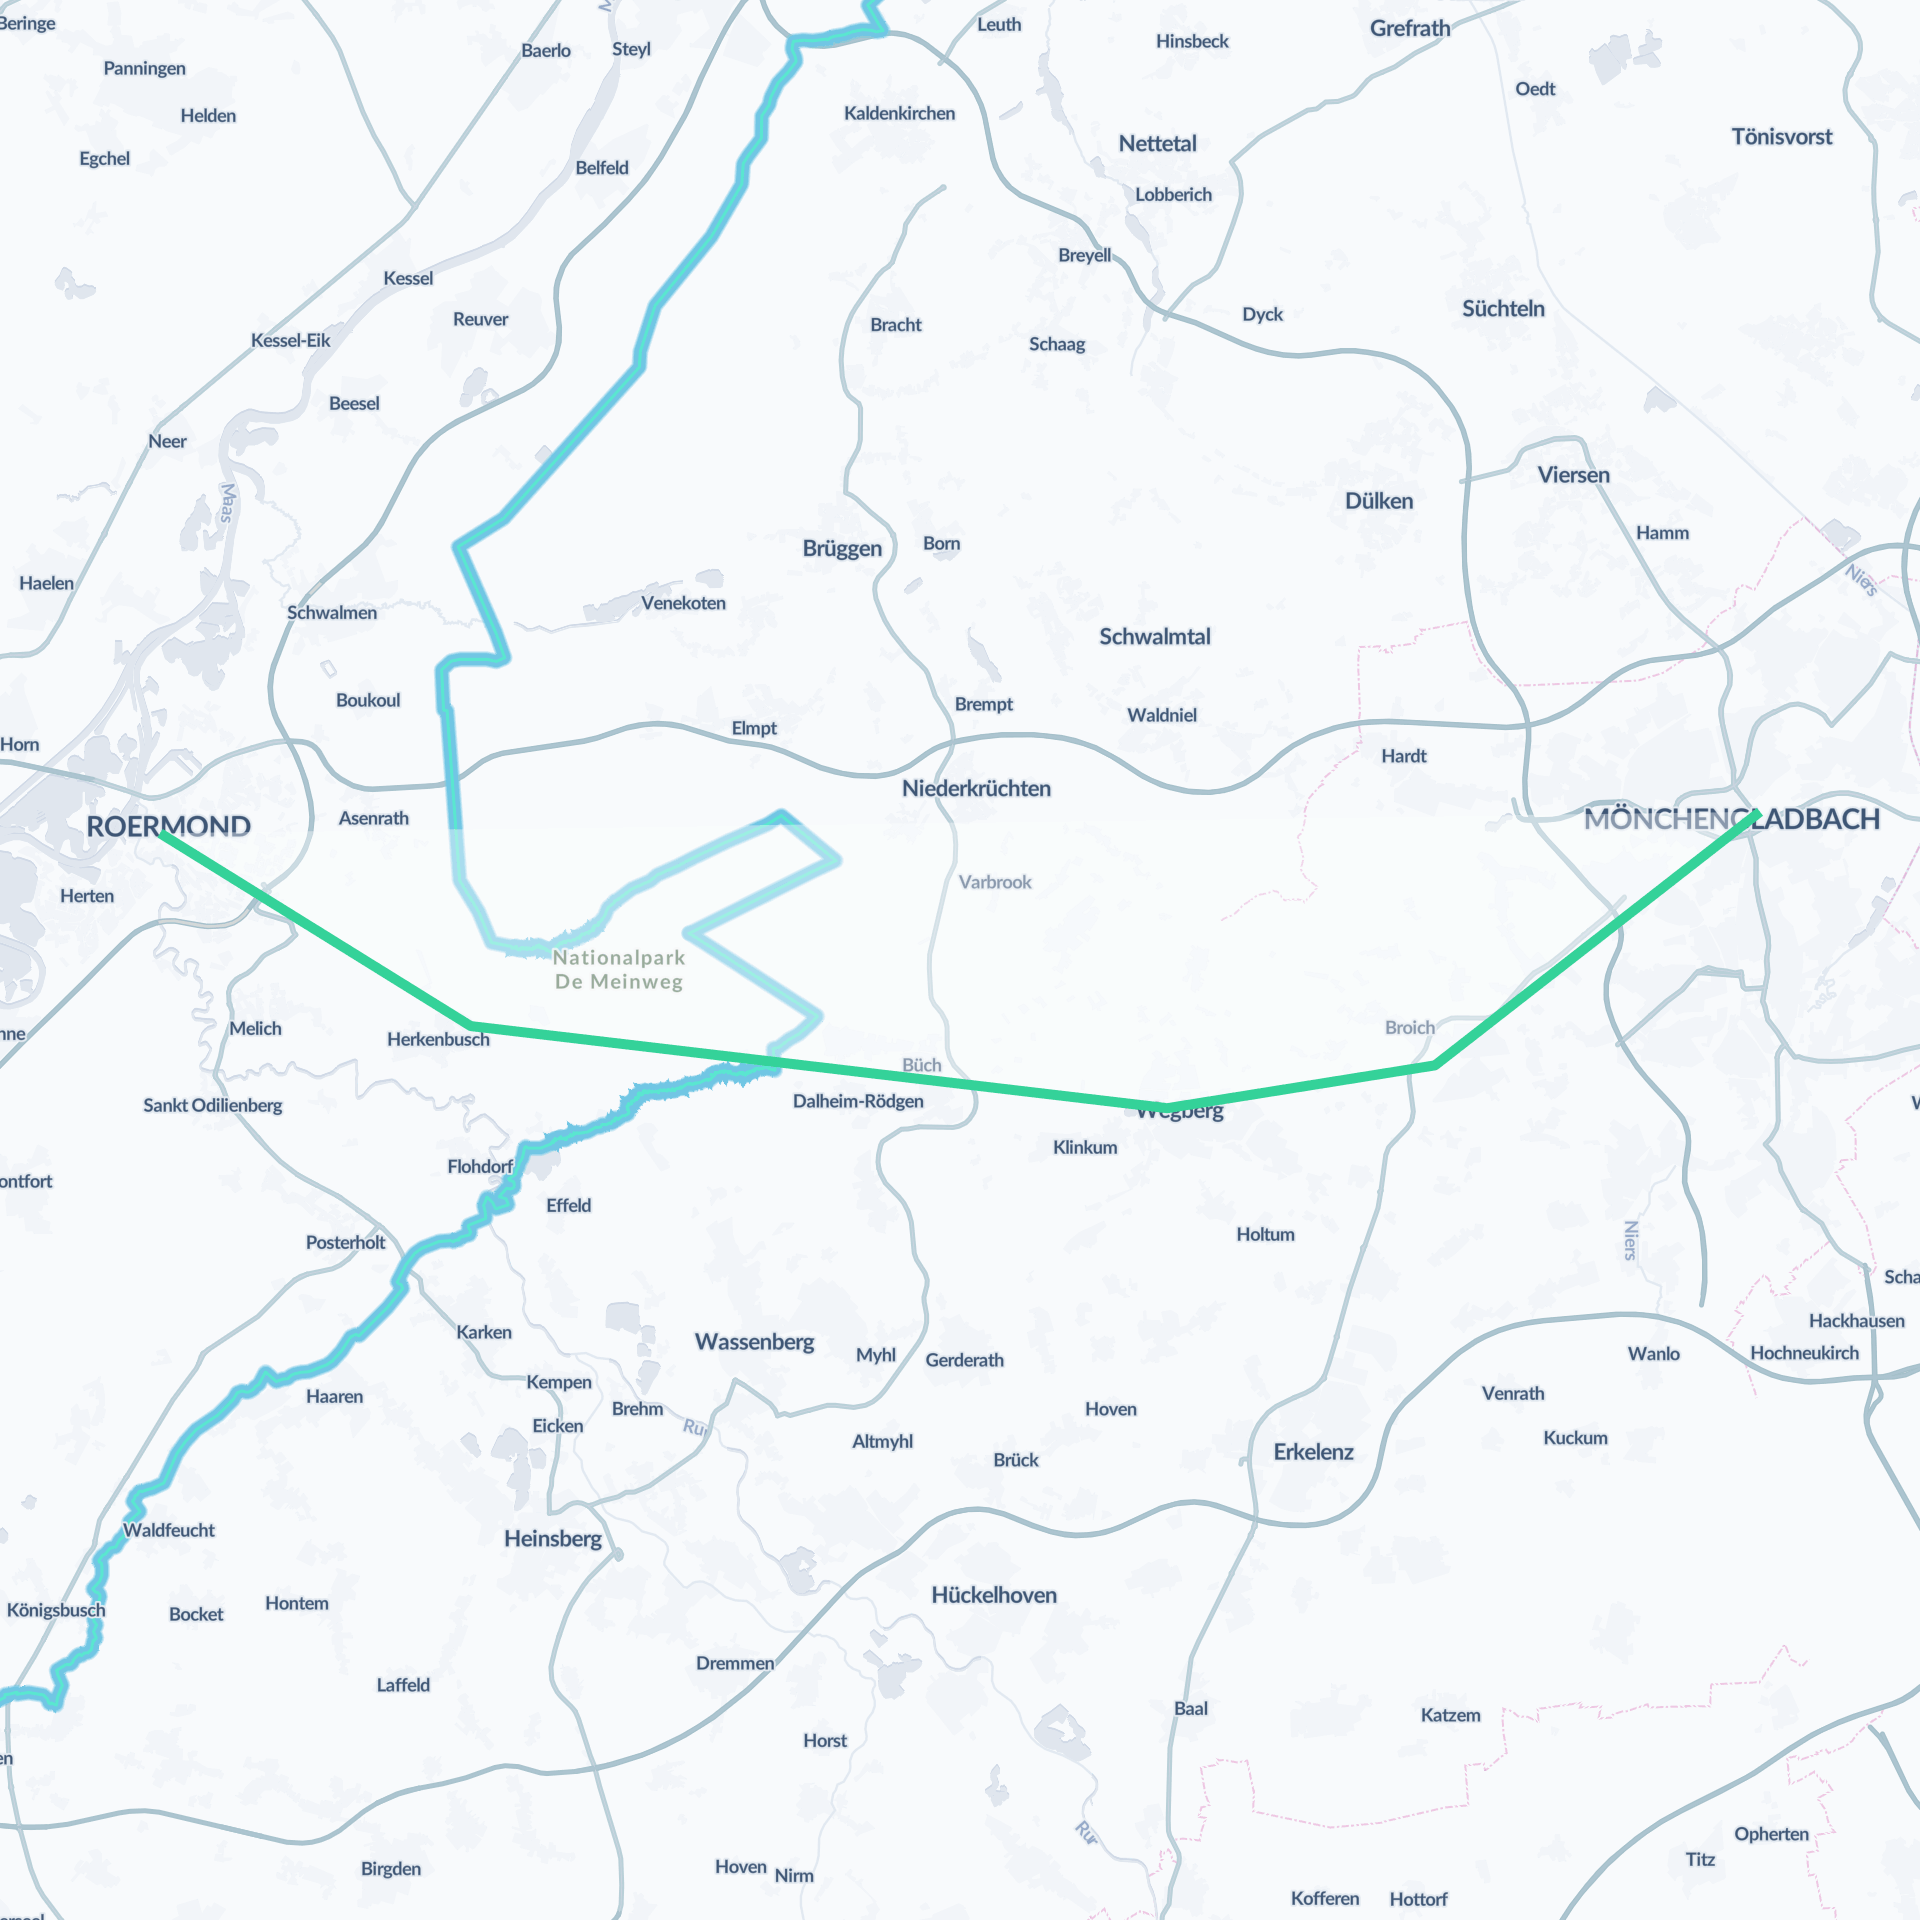 Beringe
Leuth
Grefrath
Hinsbeck
Baerlo
Steyl
Panningen
Oedt
Helden
Kaldenkirchen
Tönisvorst
Nettetal
Egchel
Belfeld
Lobberich
Breyell
Kessel
Süchteln
Dyck
Reuver
Bracht
Kessel-Eik
Schaag
Beesel
Neer
Viersen
Dülken
Maas
Hamm
Born
Brüggen
Niers
Haelen
Venekoten
Schwalmen
Schwalmtal
Boukoul
Brempt
Waldniel
Elmpt
Horn
Hardt
Niederkrüchten
Asenrath
ROERMOND
MÖNCHENGLADBACH
Varbrook
Herten
Nationalpark
De Meinweg
Melich
Herkenbusch
Broich
Büch
Sankt Odilienberg
Dalheim-Rödgen
Wegberg
Klinkum
Flohdorf
ontfort
Effeld
Holtum
Niers
Posterholt
Scha
Hackhausen
Karken
Wassenberg
Myhl
Gerderath
Wanlo
Hochneukirch
Kempen
Haaren
Venrath
Brehm
Hoven
Eicken
Rur
Altmyhl
Kuckum
Erkelenz
Brück
Waldfeucht
Heinsberg
Hückelhoven
Hontem
Königsbusch
Bocket
Dremmen
Laffeld
Baal
Katzem
Horst
Rur
Opherten
Titz
Birgden
Hoven
Nirm
Kofferen
Hottorf